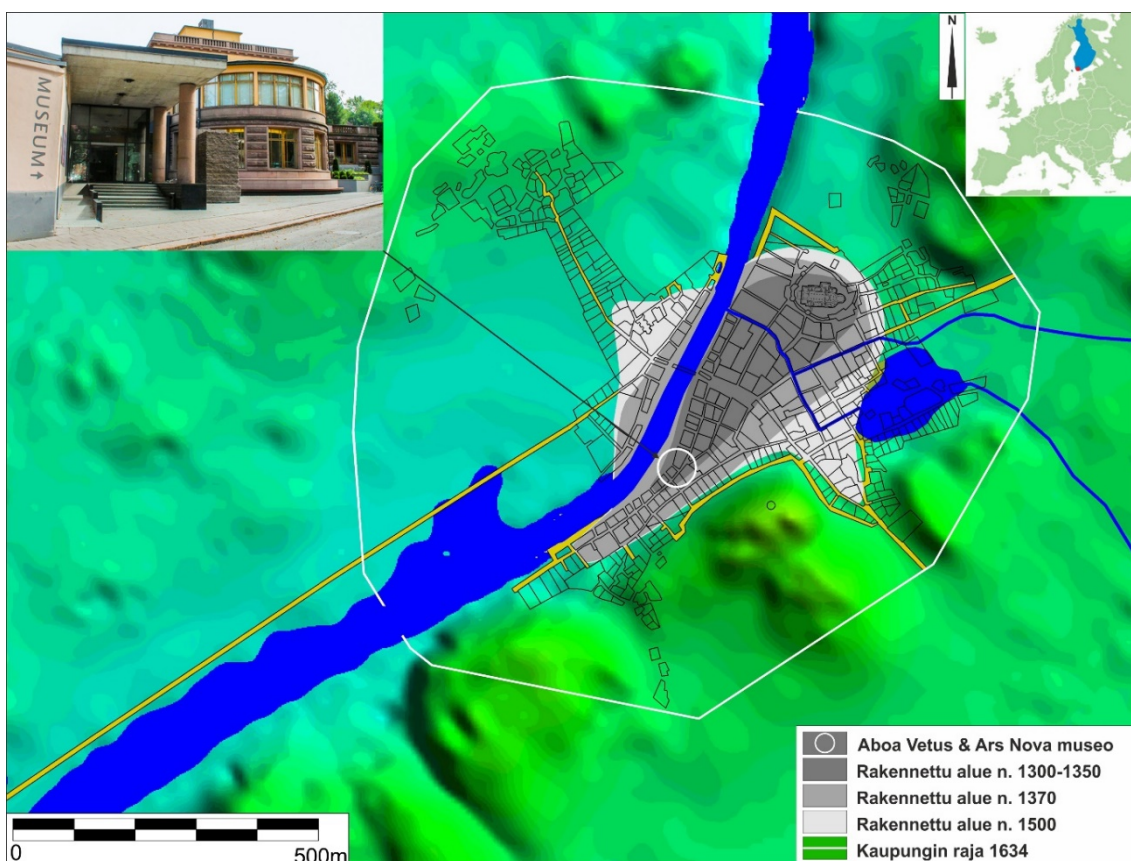 MUSEUM↑
N
Aboa Vetus & Ars Nova museo
Rakennettu alue n. 1300-1350
Rakennettu alue n. 1370
Rakennettu alue n. 1500
Kaupungin raja 1634
0 500m